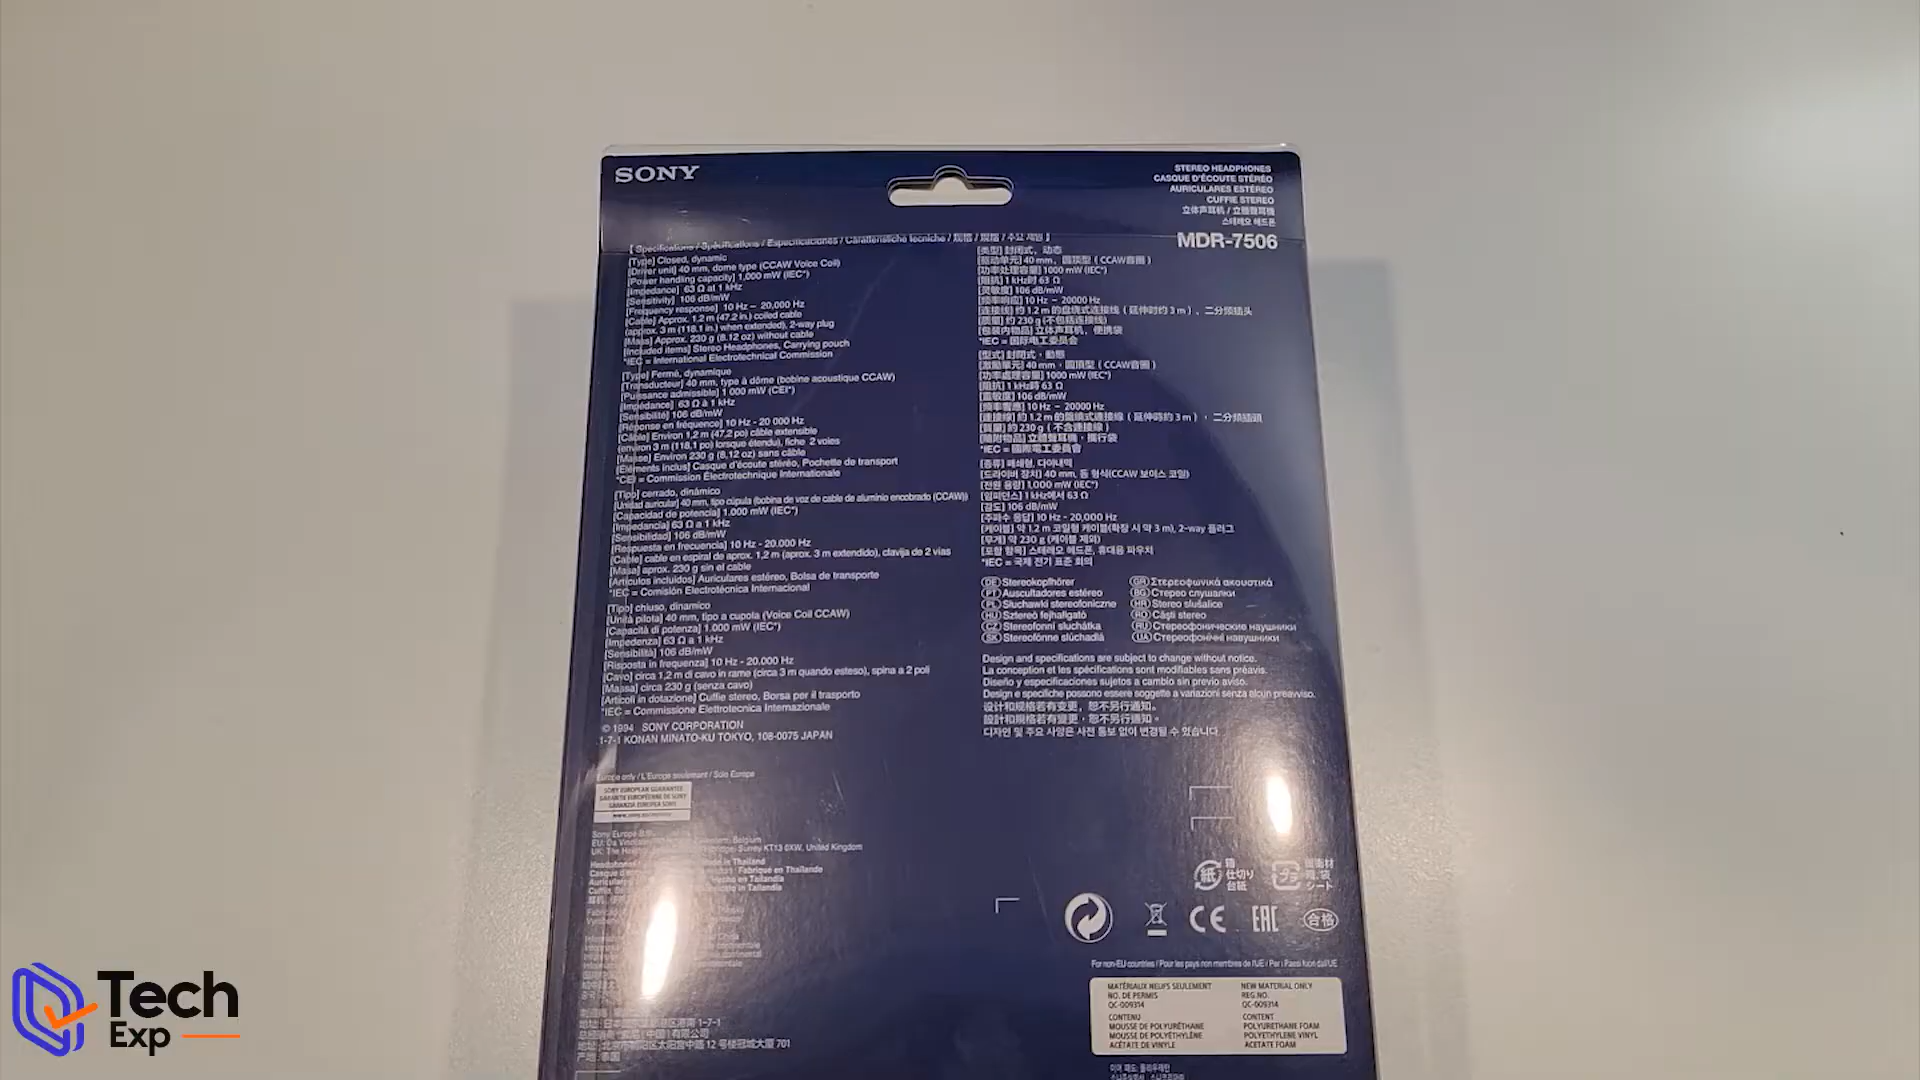 SONY
STEREO HEADPHONES
CASQUE D'ÉCOUTE STÉRÉO
AURICULARES ESTÉREO
CUFFIE STEREO
立体声耳机 / 立體聲耳機
스테레오 헤드폰
MDR-7506
[ Specifications / Spécifications / Especificaciones / Caratteristiche tecniche / 规格 / 規格 / 주요 제원 ]
[Type] Closed, dynamic
[Driver unit] 40 mm, dome type (CCAW Voice Coil)
[Power handling capacity] 1,000 mW (IEC*)
[Impedance] 63 Ω at 1 kHz
[Sensitivity] 106 dB/mW
[Frequency response] 10 Hz – 20,000 Hz
[Cable] Approx. 1.2 m (47.2 in.) coiled cable
(approx. 3 m (118.1 in.) when extended), 2-way plug
[Mass] Approx. 230 g (8.12 oz) without cable
[Included items] Stereo Headphones, Carrying pouch
*IEC = International Electrotechnical Commission
[Type] Fermé, dynamique
[Transducteur] 40 mm, type à dôme (bobine acoustique CCAW)
[Puissance admissible] 1 000 mW (CEI*)
[Impédance] 63 Ω à 1 kHz
[Sensibilité] 106 dB/mW
[Réponse en fréquence] 10 Hz - 20 000 Hz
[Câble] Environ 1,2 m (47,2 po) câble extensible
(environ 3 m (118,1 po) lorsque étendu), fiche 2 voies
[Masse] Environ 230 g (8,12 oz) sans câble
[Éléments inclus] Casque d'écoute stéréo, Pochette de transport
*CEI = Commission Électrotechnique Internationale
[Tipo] cerrado, dinámico
[Unidad auricular] 40 mm, tipo cúpula (bobina de voz de cable de aluminio encobrado (CCAW))
[Capacidad de potencia] 1.000 mW (IEC*)
[Impedancia] 63 Ω a 1 kHz
[Sensibilidad] 106 dB/mW
[Respuesta en frecuencia] 10 Hz - 20.000 Hz
[Cable] cable en espiral de aprox. 1,2 m (aprox. 3 m extendido), clavija de 2 vías
[Masa] aprox. 230 g sin el cable
[Artículos incluidos] Auriculares estéreo, Bolsa de transporte
*IEC = Comisión Electrotécnica Internacional
[Tipo] chiuso, dinamico
[Unità pilota] 40 mm, tipo a cupola (Voice Coil CCAW)
[Capacità di potenza] 1.000 mW (IEC*)
[Impedenza] 63 Ω a 1 kHz
[Sensibilità] 106 dB/mW
[Risposta in frequenza] 10 Hz - 20.000 Hz
[Cavo] circa 1,2 m di cavo in rame (circa 3 m quando esteso), spina a 2 poli
[Massa] circa 230 g (senza cavo)
[Articoli in dotazione] Cuffie stereo, Borsa per il trasporto
*IEC = Commissione Elettrotecnica Internazionale
© 1994 SONY CORPORATION
1-7-1 KONAN MINATO-KU TOKYO, 108-0075 JAPAN
Europe only / L'Europe seulement / Sólo Europa
SONY EUROPEAN GUARANTEE
GARANTIE EUROPÉENNE DE SONY
GARANZIA EUROPEA SONY
Sony Europe B.V.
Belgium
Surrey KT13 0XW, United Kingdom
Made in Thailand
Fabriqué en Thaïlande
Hecho en Tailandia
in Tailandia
[类型] 封闭式，动态
[驱动单元] 40 mm，圆顶型（CCAW音圈）
[功率处理容量] 1000 mW (IEC*)
[阻抗] 1 kHz时 63 Ω
[灵敏度] 106 dB/mW
[频率响应] 10 Hz – 20000 Hz
[连接线] 约 1.2 m 的盘绕式连接线（延伸时约 3 m），二分频插头
[质量] 约 230 g (不包括连接线)
[包装内物品] 立体声耳机，便携袋
*IEC = 国际电工委员会
[型式] 封閉式，動態
[激勵單元] 40 mm，圓頂型（CCAW音圈）
[功率處理容量] 1000 mW (IEC*)
[阻抗] 1 kHz時 63 Ω
[靈敏度] 106 dB/mW
[頻率響應] 10 Hz – 20000 Hz
[連接線] 約 1.2 m 的盤繞式連接線（延伸時約 3 m），二分頻插頭
[質量] 約 230 g（不含連接線）
[隨附物品] 立體聲耳機，攜行袋
*IEC = 國際電工委員會
[종류] 폐쇄형, 다이내믹
[드라이버 장치] 40 mm, 돔 형식(CCAW 보이스 코일)
[전원 용량] 1,000 mW (IEC*)
[임피던스] 1 kHz에서 63 Ω
[감도] 106 dB/mW
[주파수 응답] 10 Hz - 20,000 Hz
[케이블] 약 1.2 m 코일형 케이블(확장 시 약 3 m), 2-way 플러그
[무게] 약 230 g (케이블 제외)
[포함 항목] 스테레오 헤드폰, 휴대용 파우치
*IEC = 국제 전기 표준 회의
DE Stereokopfhörer
PT Auscultadores estéreo
PL Słuchawki stereofoniczne
HU Sztereó fejhallgató
CZ Stereofonní sluchátka
SK Stereofónne slúchadlá
GR Στερεοφωνικά ακουστικά
BG Стерео слушалки
HR Stereo slušalice
RO Căști stereo
RU Стереофонические наушники
UA Стереофонічні навушники
Design and specifications are subject to change without notice.
La conception et les spécifications sont modifiables sans préavis.
Diseño y especificaciones sujetos a cambio sin previo aviso.
Design e specifiche possono essere soggette a variazioni senza alcun preavviso.
设计和规格若有变更，恕不另行通知。
設計和規格若有變更，恕不另行通知。
디자인 및 주요 사양은 사전 통보 없이 변경될 수 있습니다.
紙
箱
仕切り
台紙
プラ
袋
シート
CE
EAC
合格
For non-EU countries / Pour les pays non membres de l'UE / Per i Paesi fuori dall'UE
MATÉRIAUX NEUFS SEULEMENT
NO. DE PERMIS
QC-009314
CONTENU
MOUSSE DE POLYURÉTHANE
MOUSSE DE POLYÉTHYLÈNE
ACÉTATE DE VINYLE
NEW MATERIAL ONLY
REG.NO.
QC-009314
CONTENT
POLYURETHANE FOAM
POLYETHYLENE VINYL
ACETATE FOAM
Tech
Exp